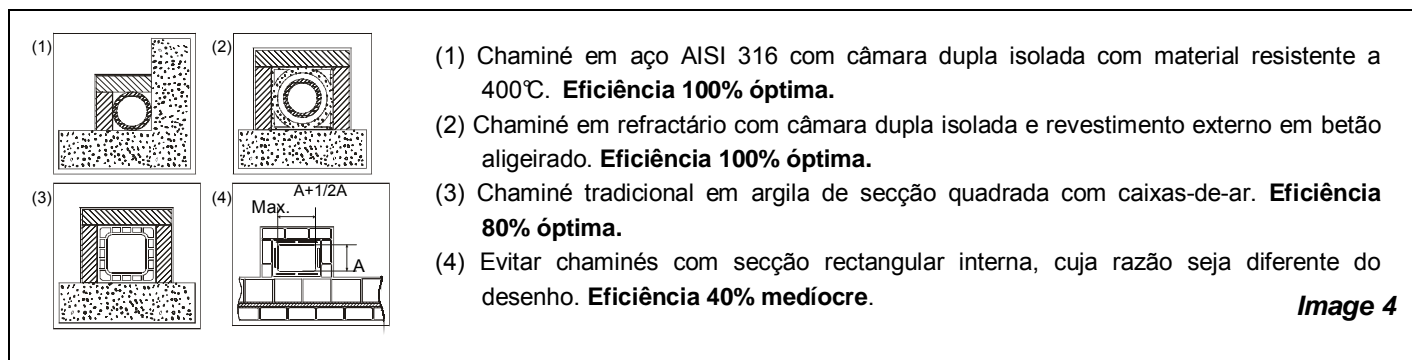 (1)
(2)
(3)
(4)
A+1/2A
Max.
A
(1) Chaminé em aço AISI 316 com câmara dupla isolada com material resistente a
400℃. Eficiência 100% óptima.
(2) Chaminé em refractário com câmara dupla isolada e revestimento externo em betão
aligeirado. Eficiência 100% óptima.
(3) Chaminé tradicional em argila de secção quadrada com caixas-de-ar. Eficiência
80% óptima.
(4) Evitar chaminés com secção rectangular interna, cuja razão seja diferente do
desenho. Eficiência 40% medíocre.
Image 4